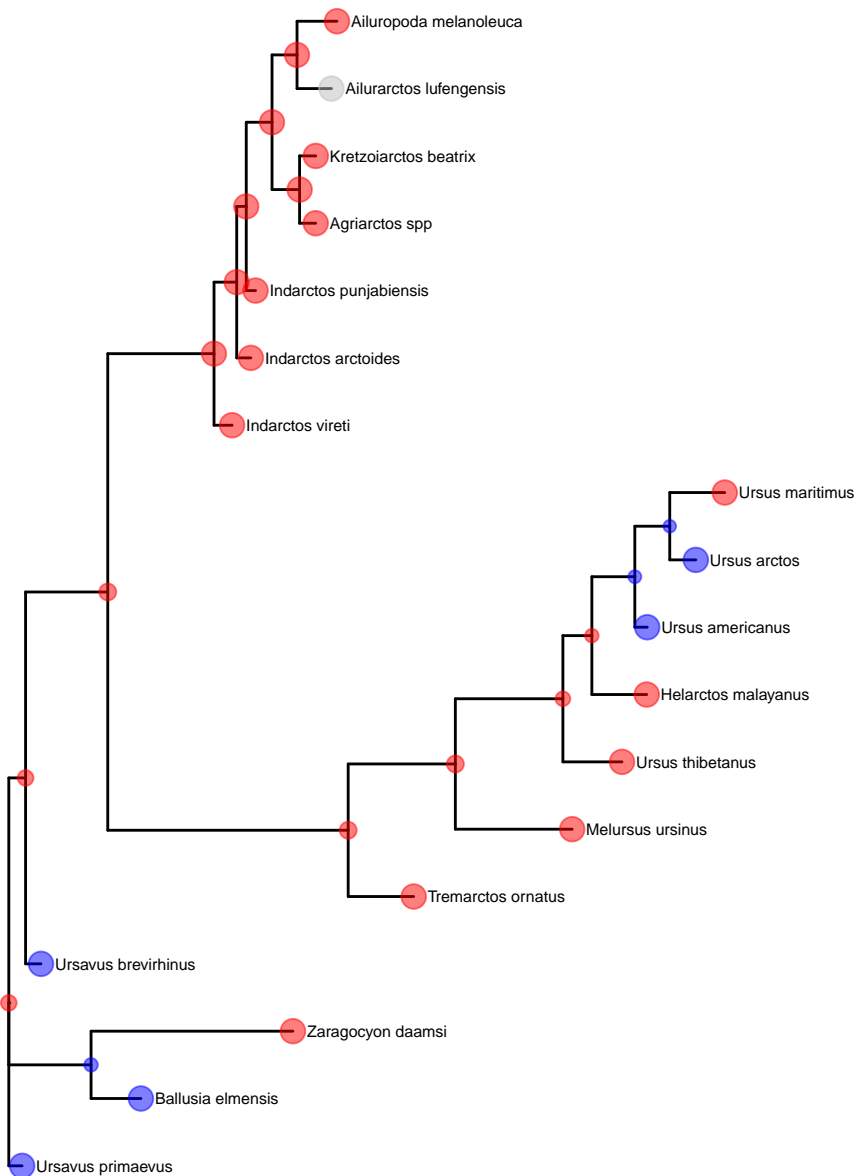 Ailuropoda melanoleuca
Ailurarctos lufengensis
Kretzoiarctos beatrix
Agriarctos spp
Indarctos punjabiensis
Indarctos arctoides
Indarctos vireti
Ursus maritimus
Ursus arctos
Ursus americanus
Helarctos malayanus
Ursus thibetanus
Melursus ursinus
Tremarctos ornatus
Ursavus brevirhinus
Zaragocyon daamsi
Ballusia elmensis
Ursavus primaevus